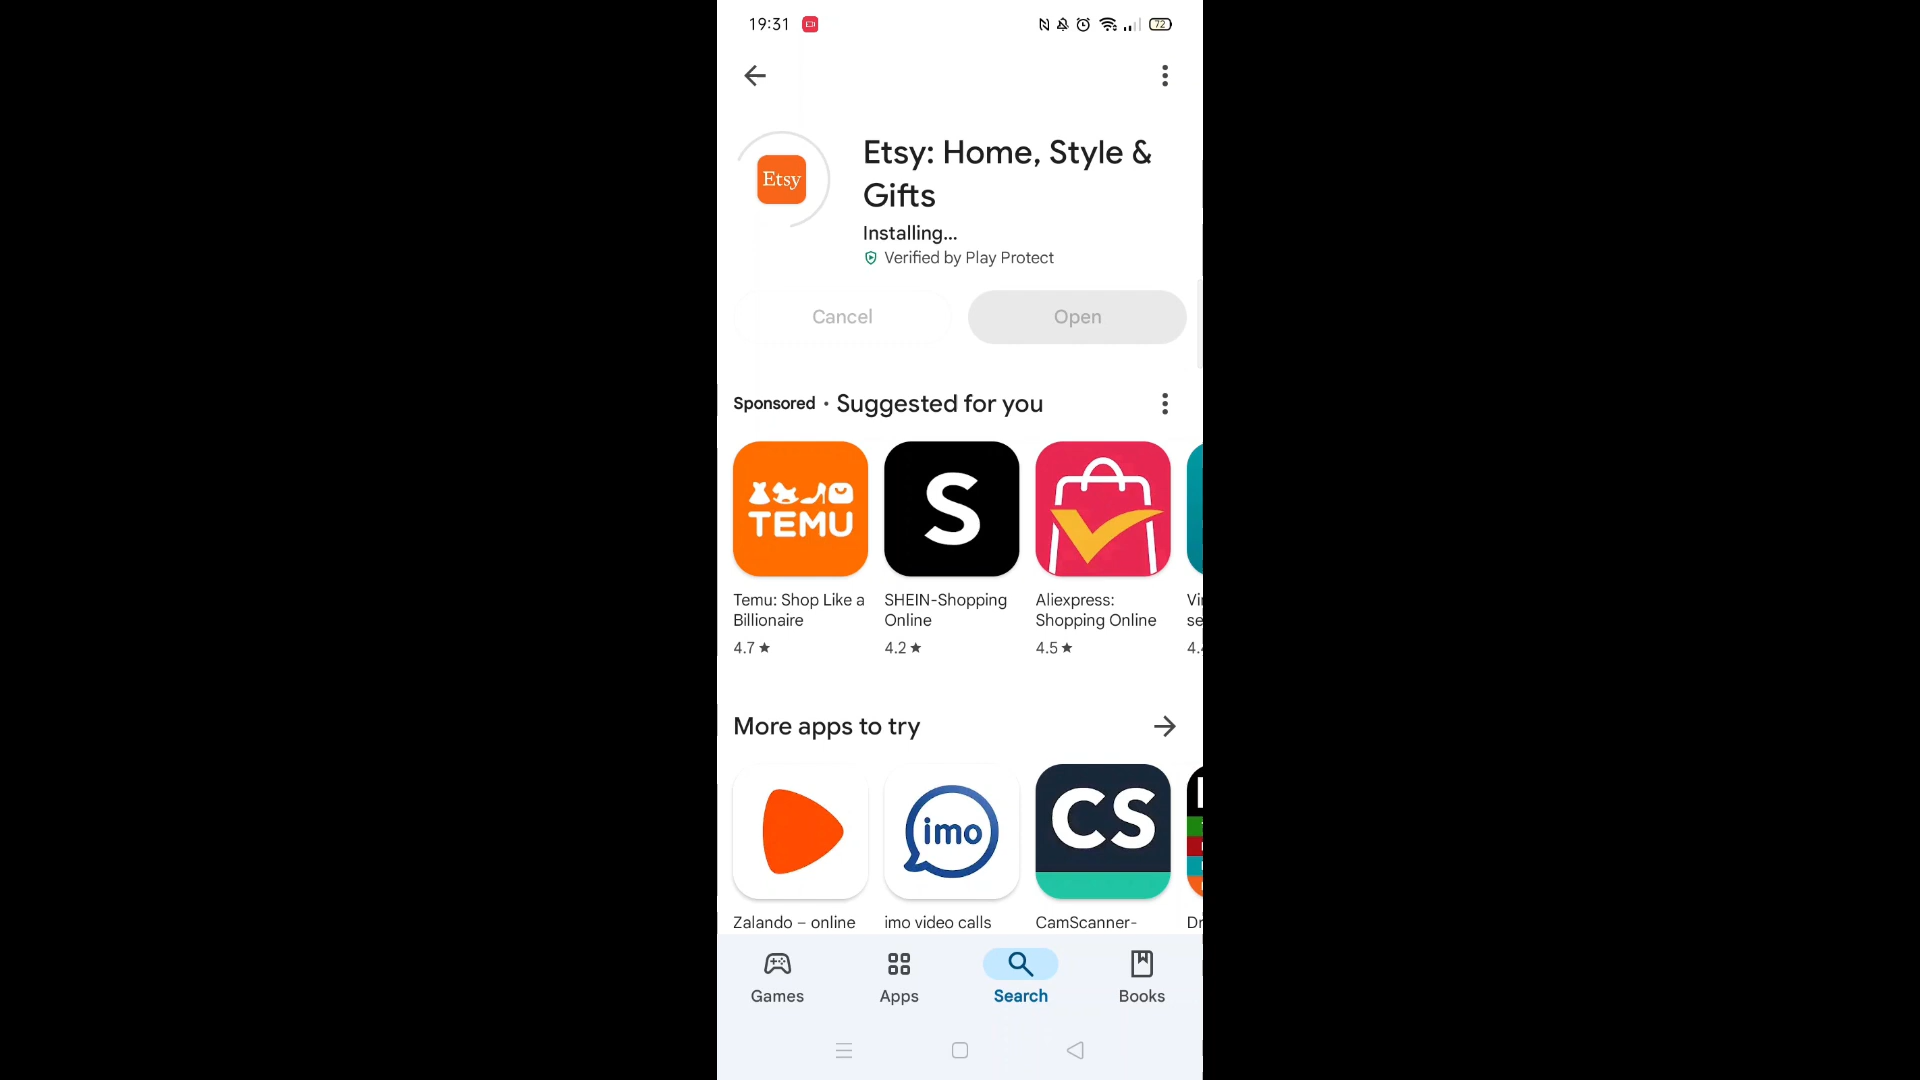 19:31
72
Etsy
Etsy: Home, Style &
Gifts
Installing...
Verified by Play Protect
Cancel
Open
Sponsored • Suggested for you
TEMU
S
Temu: Shop Like a
Billionaire
4.7 ★
SHEIN-Shopping
Online
4.2 ★
Aliexpress:
Shopping Online
4.5 ★
More apps to try
imo
CS
Zalando – online
imo video calls
CamScanner-
Games
Apps
Search
Books